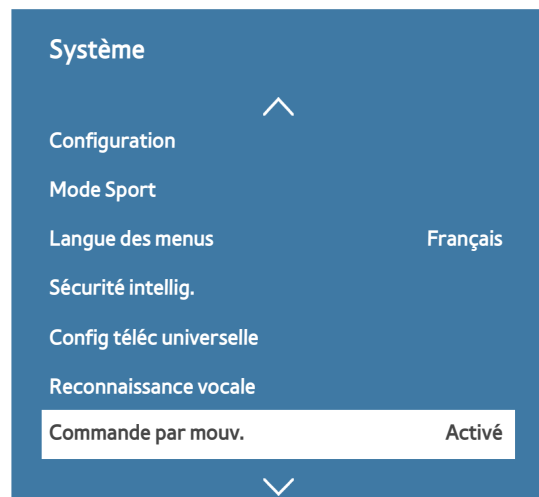 Système
Configuration
Mode Sport
Langue des menus Français
Sécurité intellig.
Config téléc universelle
Reconnaissance vocale
Commande par mouv. Activé